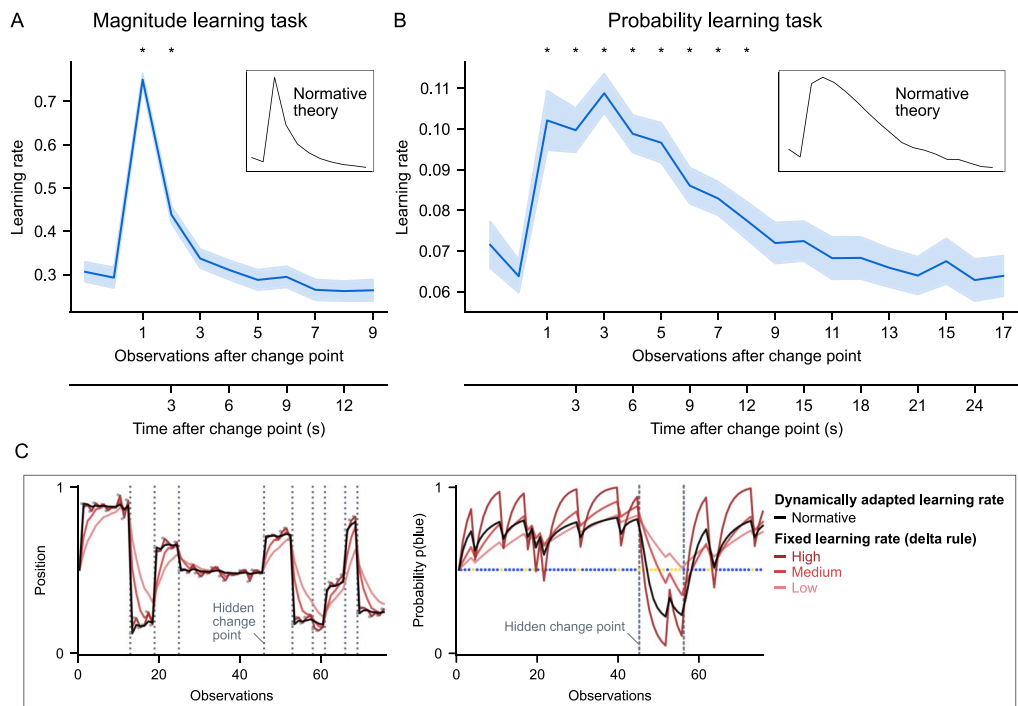 A
Magnitude learning task
B
Probability learning task
* *
* * * * * * * *
Learning rate
0.7
0.6
0.5
0.4
0.3
Normative
theory
1 3 5 7 9
Observations after change point
3 6 9 12
Time after change point (s)
Learning rate
0.11
0.10
0.09
0.08
0.07
0.06
Normative
theory
1 3 5 7 9 11 13 15 17
Observations after change point
3 6 9 12 15 18 21 24
Time after change point (s)
C
Position
1
0
Hidden
change
point
0 20 40 60
Observations
Probability p(blue)
1
0
Hidden change point
0 20 40 60
Observations
Dynamically adapted learning rate
Normative
Fixed learning rate (delta rule)
High
Medium
Low